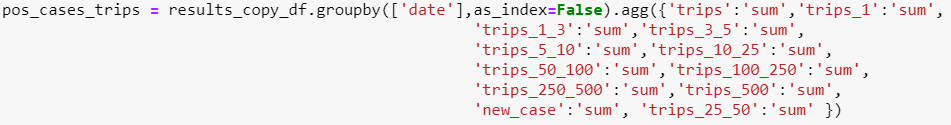 pos_cases_trips = results_copy_df.groupby(['date'],as_index=False).agg({'trips':'sum','trips_1':'sum',
'trips_1_3':'sum','trips_3_5':'sum',
'trips_5_10':'sum','trips_10_25':'sum',
'trips_50_100':'sum','trips_100_250':'sum',
'trips_250_500':'sum','trips_500':'sum',
'new_case':'sum', 'trips_25_50':'sum' })